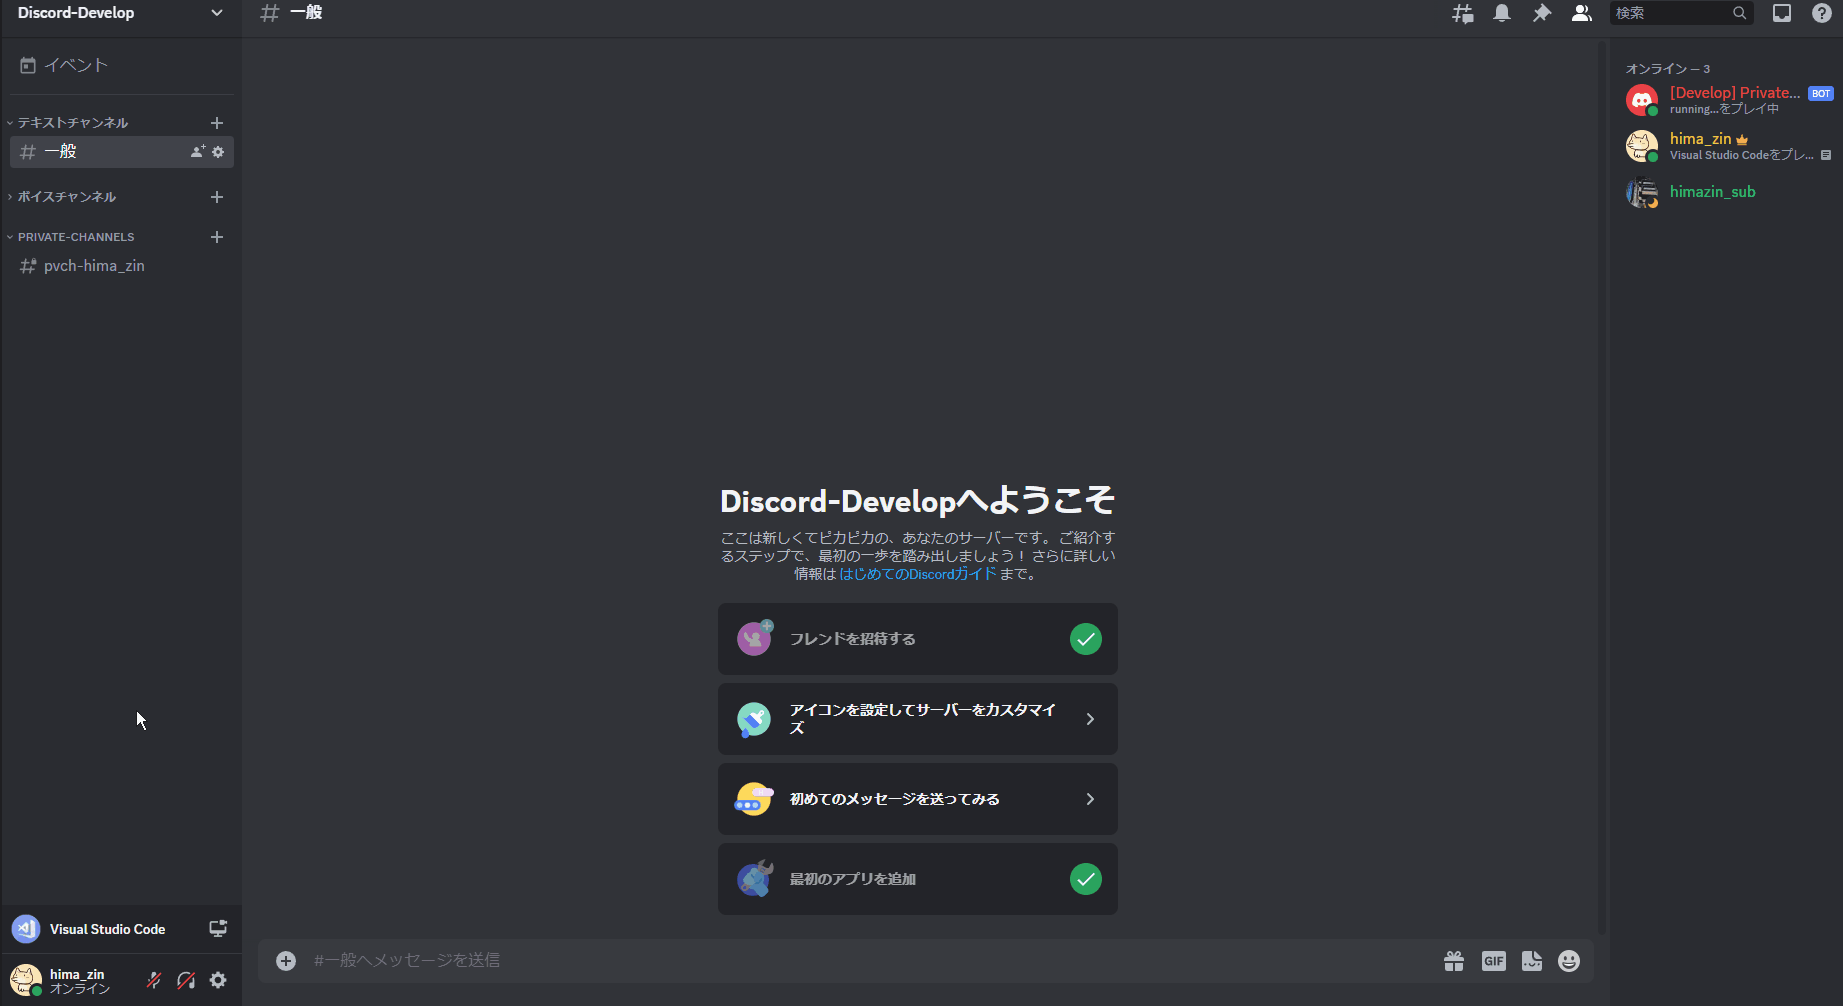 Discord-Develop
イベント
テキストチャンネル
一般
ボイスチャンネル
PRIVATE-CHANNELS
pvch-hima_zin
Visual Studio Code
hima_zin
オンライン
一般
検索
Discord-Developへようこそ
ここは新しくてピカピカの、あなたのサーバーです。ご紹介す
るステップで、最初の一歩を踏み出しましょう！ さらに詳しい
情報は はじめてのDiscordガイド まで。
フレンドを招待する
アイコンを設定してサーバーをカスタマイ
ズ
初めてのメッセージを送ってみる
最初のアプリを追加
#一般へメッセージを送信
GIF
オンライン — 3
[Develop] Private... BOT
running...をプレイ中
hima_zin
Visual Studio Codeをプレ...
himazin_sub